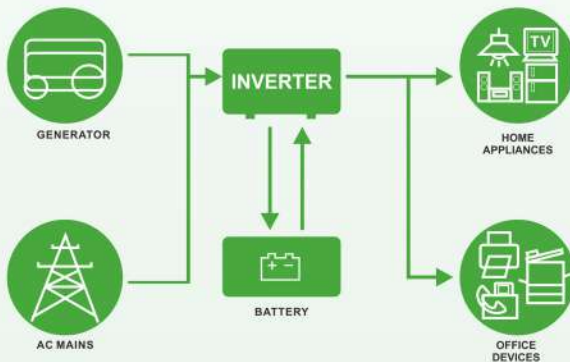 INVERTER
TV
GENERATOR
HOME
APPLIANCES
+ -
BATTERY
AC MAINS
OFFICE
DEVICES